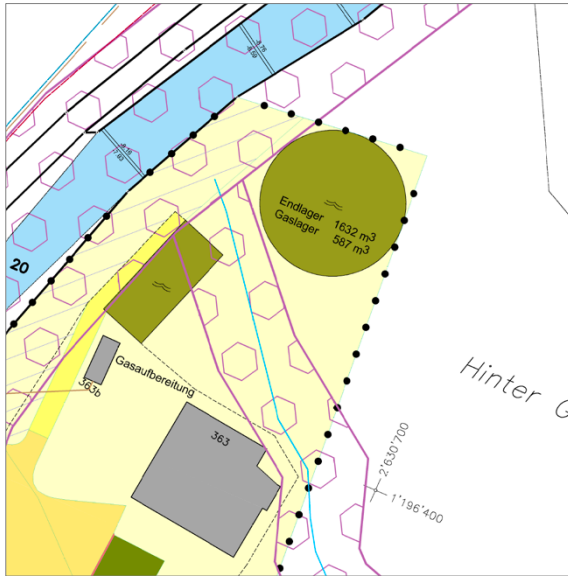 Endlager 1632 m³
Gaslager 587 m³
20
363b
Gasaufbereitung
363
Hinter G
2'630'700
1'196'400